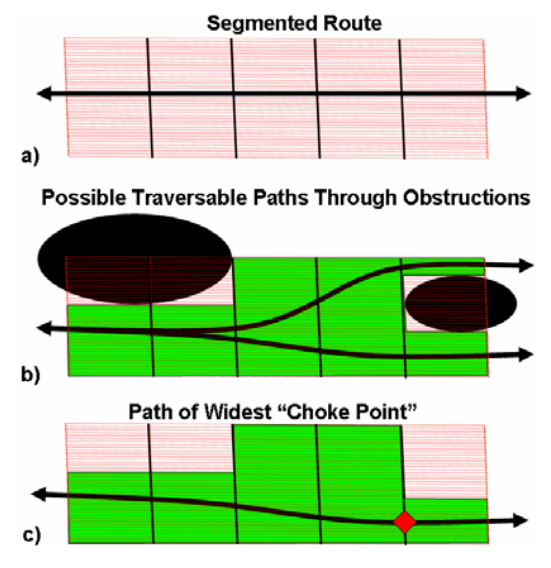 Segmented Route
a)
Possible Traversable Paths Through Obstructions
b)
Path of Widest “Choke Point”
c)